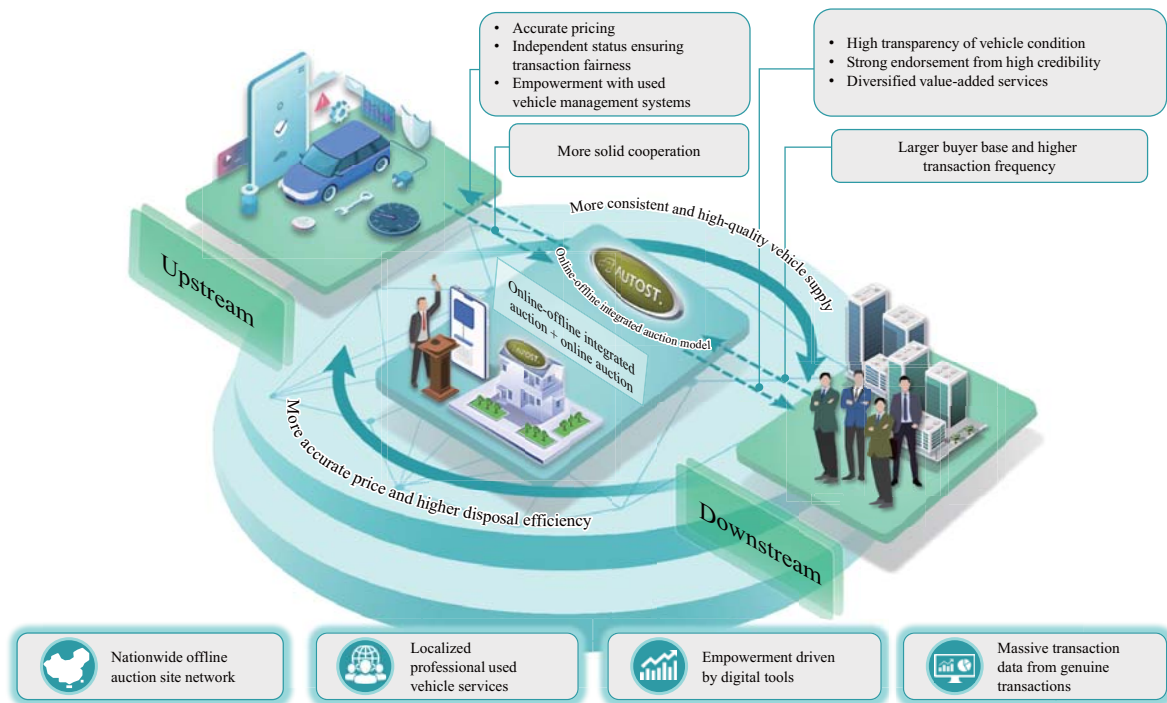 • Accurate pricing
• Independent status ensuring
transaction fairness
• Empowerment with used
vehicle management systems
• High transparency of vehicle condition
• Strong endorsement from high credibility
• Diversified value-added services
More solid cooperation
Larger buyer base and higher
transaction frequency
More consistent and high-quality vehicle supply
Upstream
AUTOST.
Online-offline integrated auction model
Online-offline integrated
auction + online auction
AUTOST.
More accurate price and higher disposal efficiency
Downstream
Nationwide offline
auction site network
Localized
professional used
vehicle services
Empowerment driven
by digital tools
Massive transaction
data from genuine
transactions